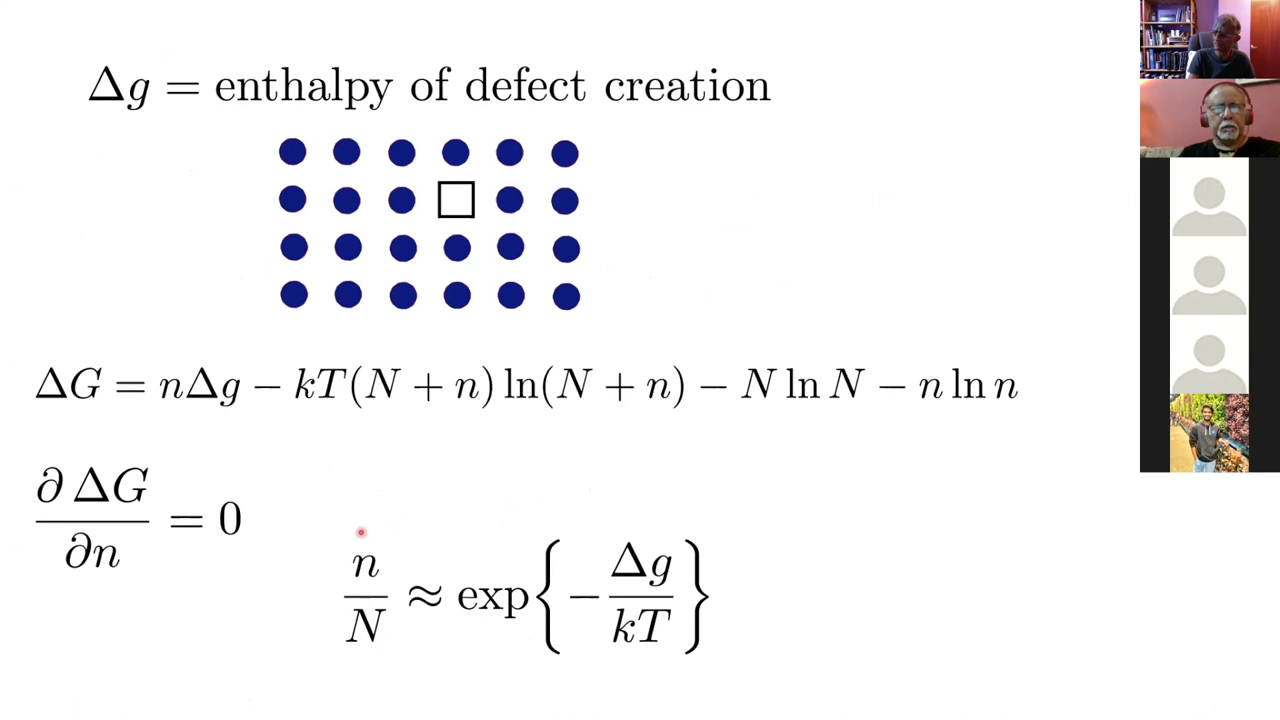 Δg = enthalpy of defect creation
ΔG = nΔg − kT(N + n) ln(N + n) − N ln N − n ln n
∂ ΔG / ∂n = 0
n / N ≈ exp{− Δg / kT}